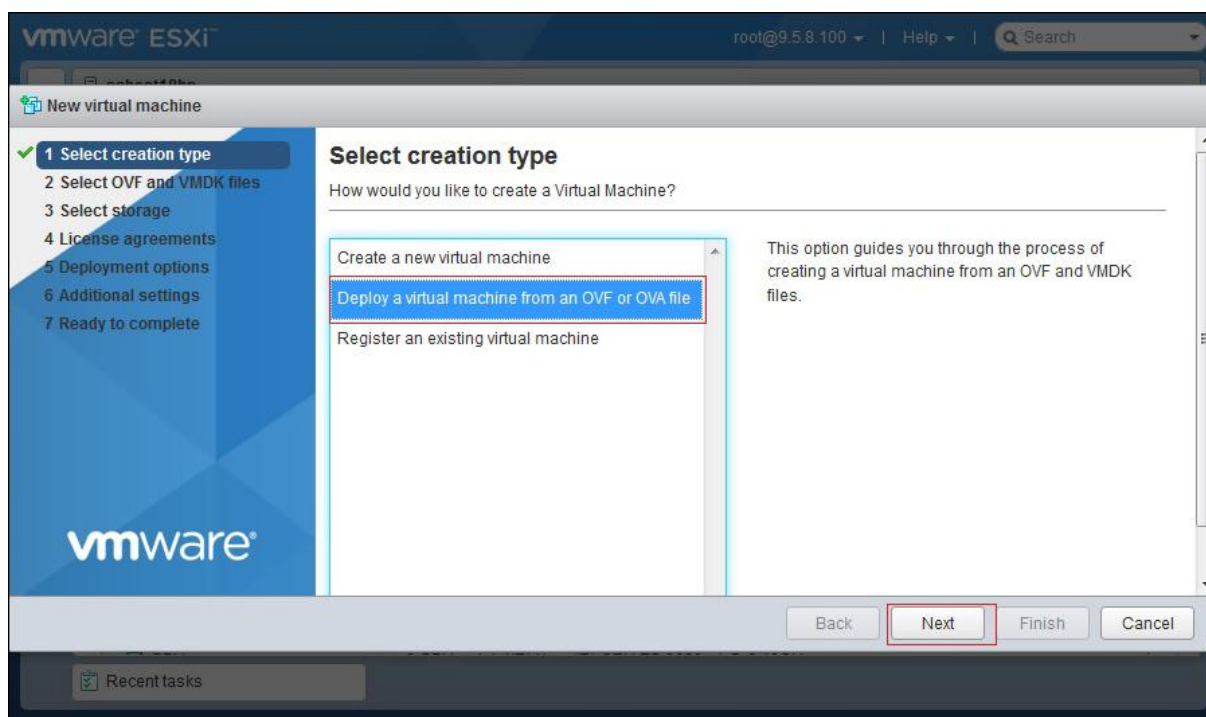 vmware® ESXi™
root@9.5.8.100 | Help | Search
New virtual machine
1 Select creation type
2 Select OVF and VMDK files
3 Select storage
4 License agreements
5 Deployment options
6 Additional settings
7 Ready to complete
vmware®
Select creation type
How would you like to create a Virtual Machine?
Create a new virtual machine
Deploy a virtual machine from an OVF or OVA file
Register an existing virtual machine
This option guides you through the process of
creating a virtual machine from an OVF and VMDK
files.
Back
Next
Finish
Cancel
Recent tasks